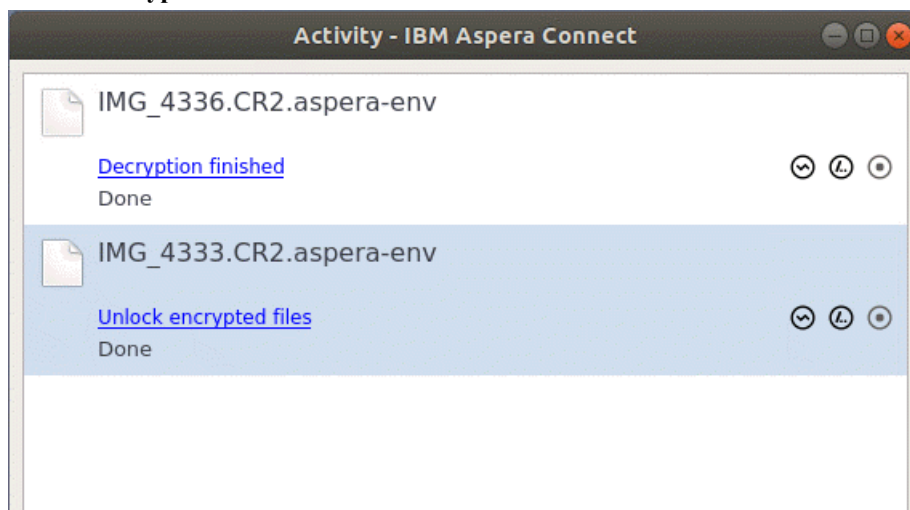 Activity - IBM Aspera Connect
IMG_4336.CR2.aspera-env
Decryption finished
Done
IMG_4333.CR2.aspera-env
Unlock encrypted files
Done